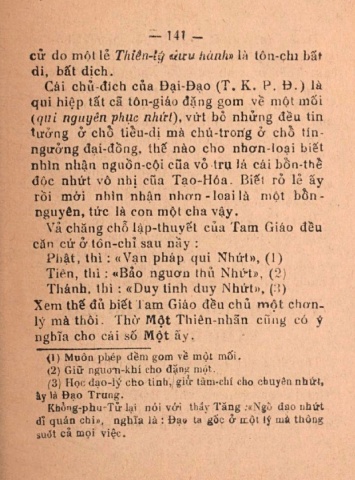 — 141 —
cứ do một lẽ Thiên-lý «lưu hành» là tôn-chỉ bất
di, bất dịch.
Cái chủ-đích của Đại-Đạo (T. K. P. Đ.) là
qui hiệp tất cả tôn-giáo đặng gom về một mối
(qui nguyên phục nhứt), vứt bỏ những đều tin
tưởng ở chỗ tiểu-dị mà chú-trọng ở chỗ tín-
ngưỡng đại-đồng, thế nào cho nhơn-loại biết
nhìn nhận nguồn-cội của vỏ-trụ là cái bổn-thể
độc nhứt vô nhị của Tạo-Hóa. Biết rõ lẽ ấy
rồi mới nhìn nhận nhơn-loại là một bổn-
nguyên, tức là con một cha vậy.
Vả chăng chỗ lập-thuyết của Tam Giáo đều
căn cứ ở tôn-chỉ sau nầy :
Phật, thì : «Vạn pháp qui Nhứt», (1)
Tiên, thì : «Bảo nguơn thủ Nhứt», (2)
Thánh, thì : «Duy tinh duy Nhứt», (3)
Xem thế đủ biết Tam Giáo đều chủ một chơn-
lý mà thôi. Thờ Một Thiên-nhãn cũng có ý
nghĩa cho cái số Một ấy.
(1) Muôn phép đếm gom về một mối.
(2) Giữ nguơn-khí cho đặng một.
(3) Học đạo-lý cho tinh, giữ tâm-chí cho chuyên nhứt,
ấy là Đạo Trung.
Khổng-phu-Tử lại nói với thầy Tăng :«Ngô đạo nhứt
dĩ quán chi», nghĩa là : Đạo ta gốc ở một lý mà thông
suốt cả mọi việc.